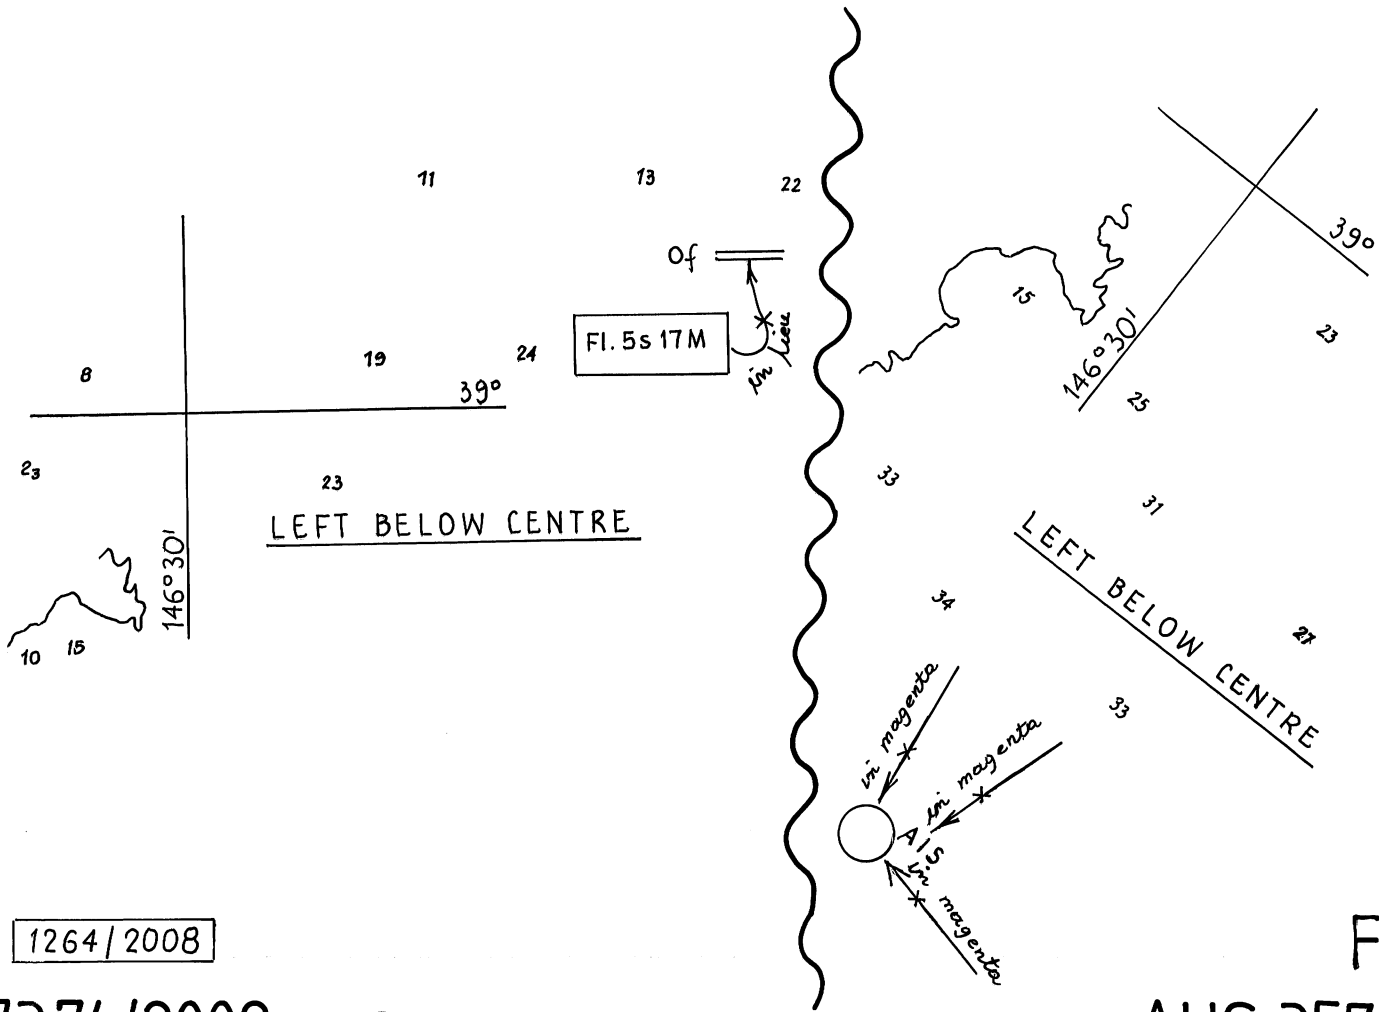 11
13
22
Of
Fl. 5s 17M
in lieu
8
19
24
39°
23
23
LEFT BELOW CENTRE
146°30'
10
15
39°
15
23
146°30'
25
33
31
LEFT BELOW CENTRE
34
27
33
in magenta
in magenta
AIS
in magenta
1264/2008
F